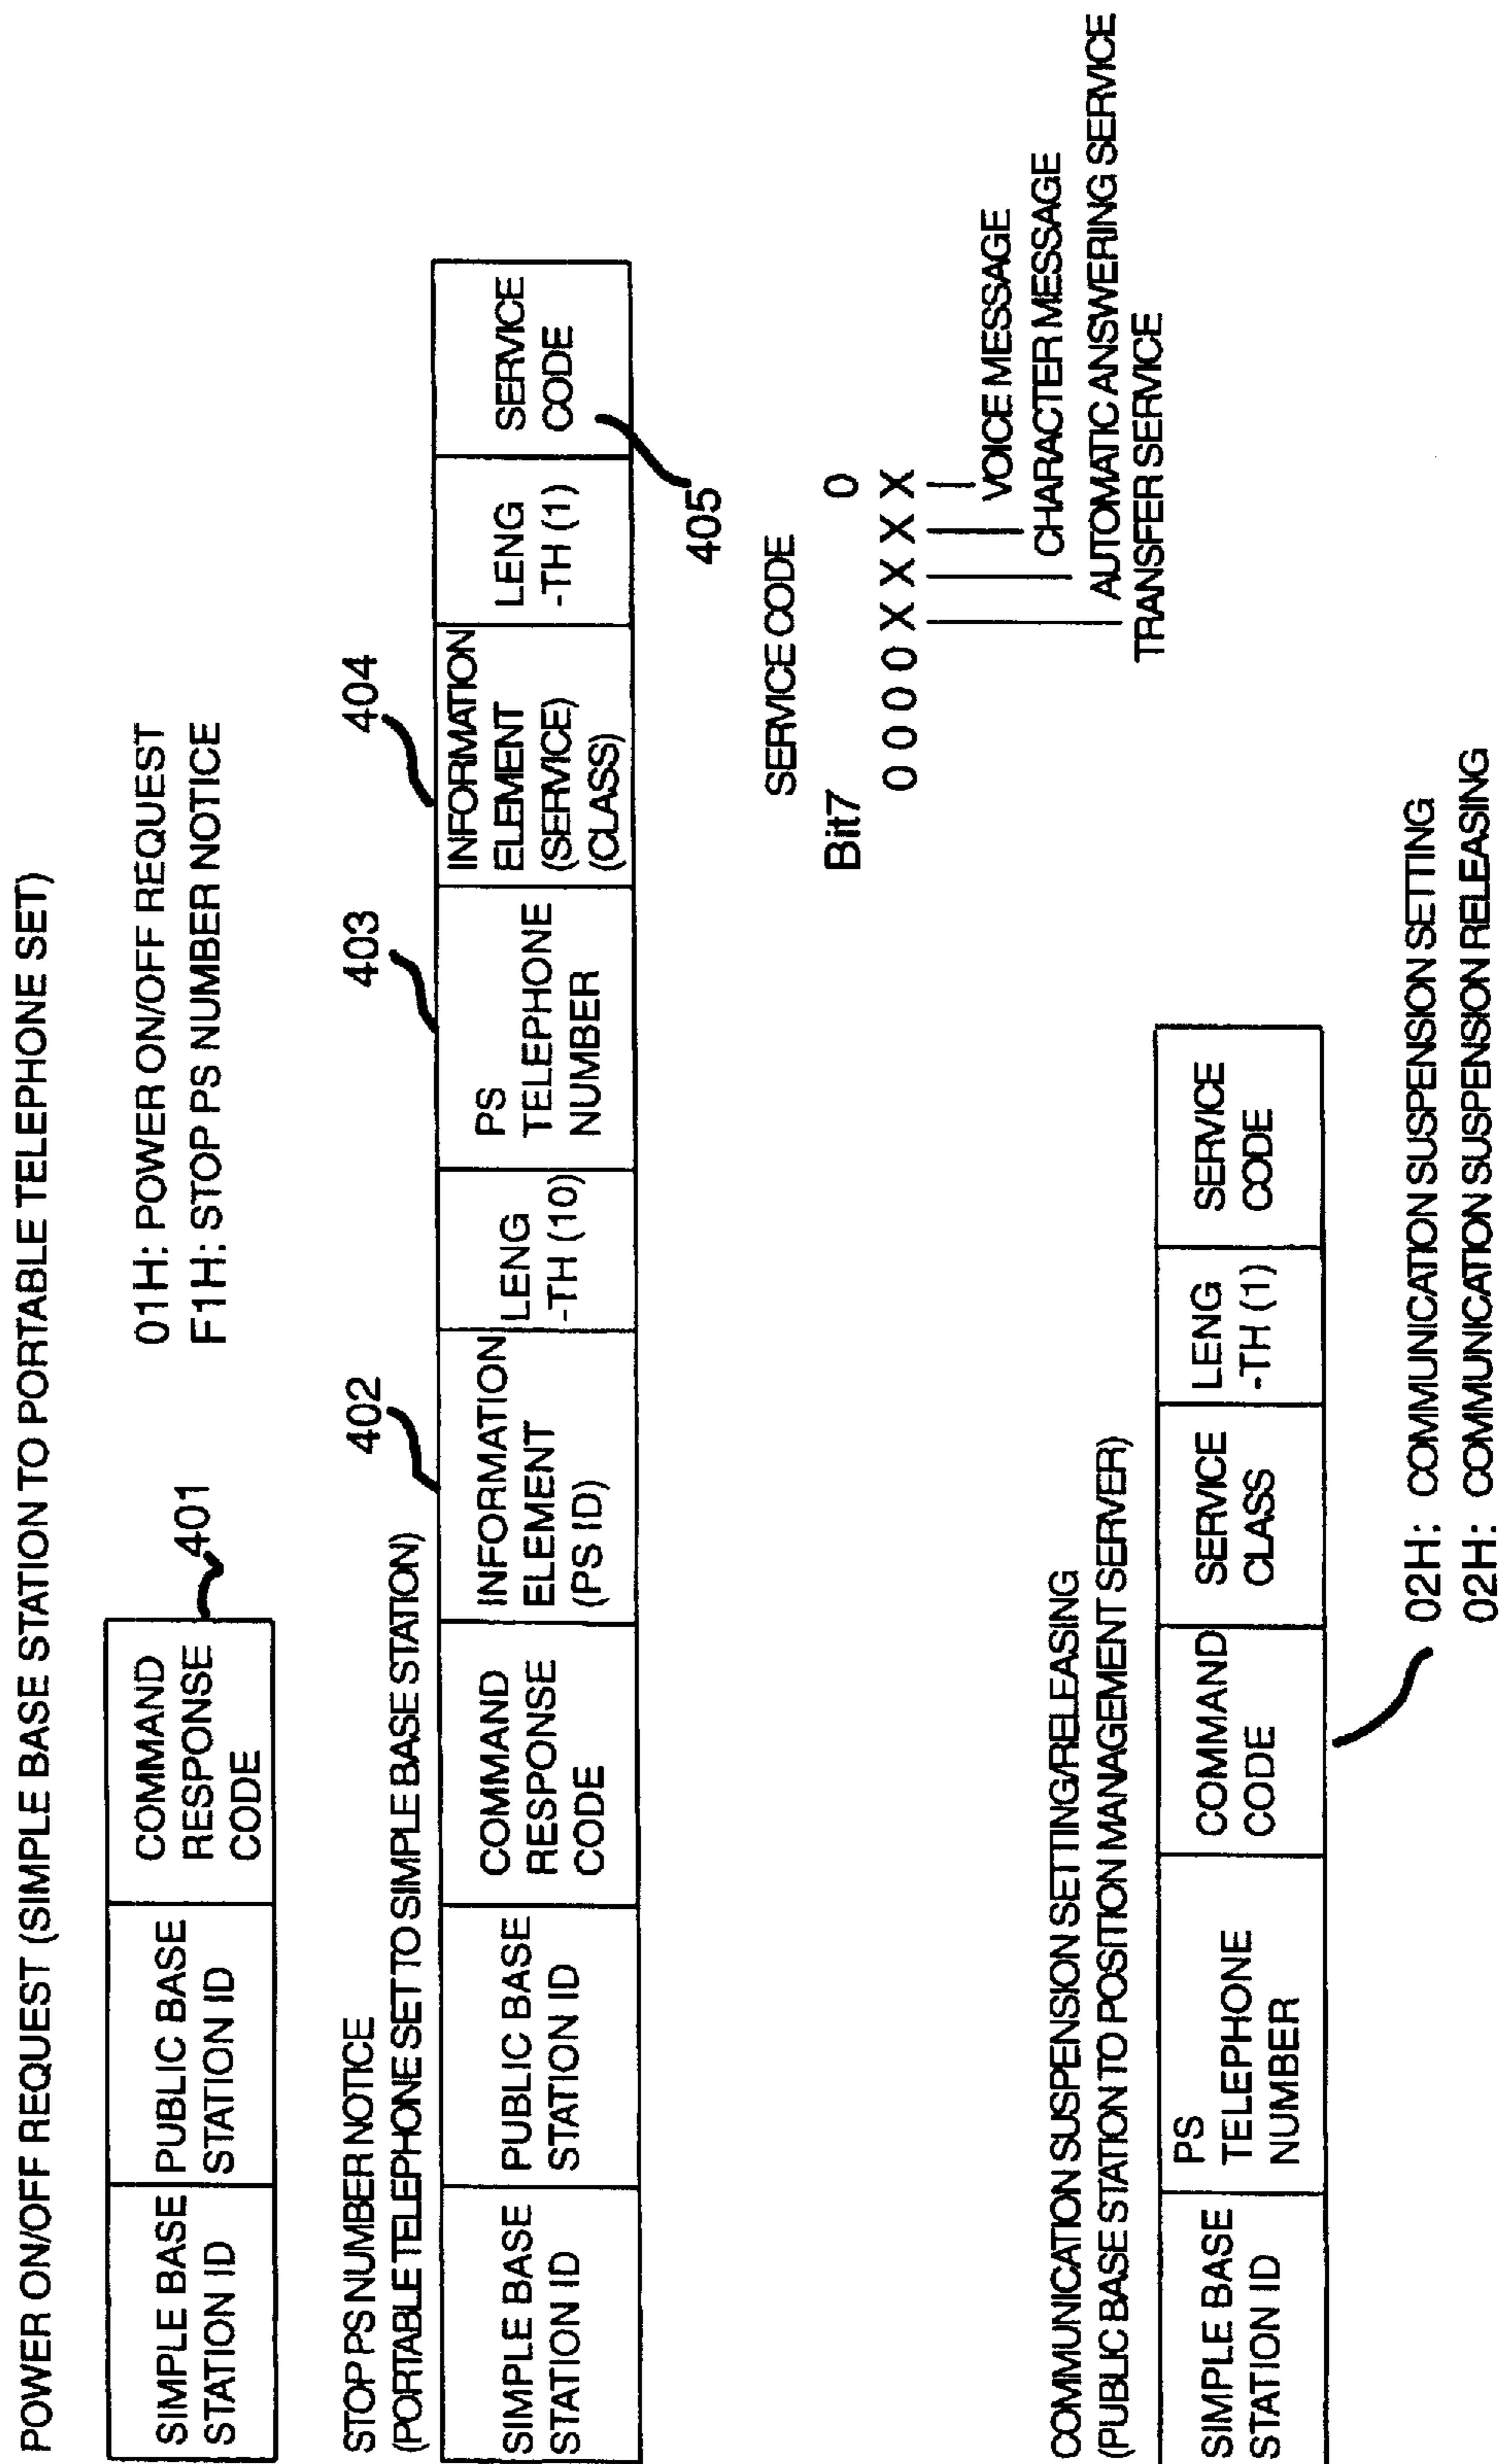 POWER ON/OFF REQUEST (SIMPLE BASE STATION TO PORTABLE TELEPHONE SET)
SIMPLE BASE
STATION ID
PUBLIC BASE
STATION ID
COMMAND
RESPONSE
CODE
401
01H: POWER ON/OFF REQUEST
F1H: STOP PS NUMBER NOTICE
STOP PS NUMBER NOTICE
(PORTABLE TELEPHONE SET TO SIMPLE BASE STATION)
402
403
404
SIMPLE BASE
STATION ID
PUBLIC BASE
STATION ID
COMMAND
RESPONSE
CODE
INFORMATION
ELEMENT
(PS ID)
LENG
-TH (10)
PS
TELEPHONE
NUMBER
INFORMATION
ELEMENT
(SERVICE)
(CLASS)
LENG
-TH (1)
SERVICE
CODE
405
SERVICE CODE
Bit7 0
0 0 0 0 X X X X
VOICE MESSAGE
CHARACTER MESSAGE
AUTOMATIC ANSWERING SERVICE
TRANSFER SERVICE
COMMUNICATION SUSPENSION SETTING/RELEASING
(PUBLIC BASE STATION TO POSITION MANAGEMENT SERVER)
SIMPLE BASE
STATION ID
PS
TELEPHONE
NUMBER
COMMAND
CODE
SERVICE
CLASS
LENG
-TH (1)
SERVICE
CODE
02H: COMMUNICATION SUSPENSION SETTING
02H: COMMUNICATION SUSPENSION RELEASING